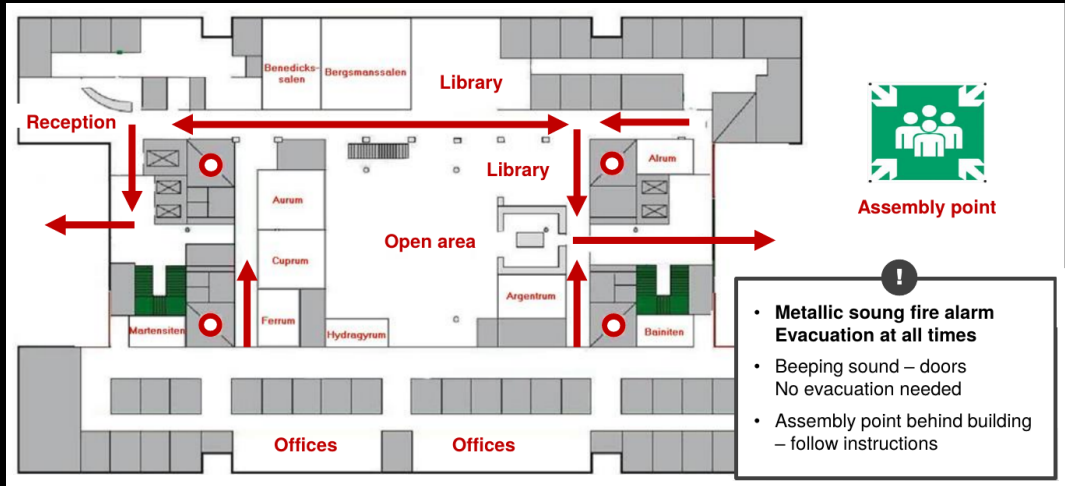 Benedicks-
salen
Bergsmanssalen
Library
Reception
Library
Alrum
Aurum
Open area
Cuprum
Argentrum
Ferrum
Martensiten
Hydragyrum
Bainiten
Offices
Offices
Assembly point
!
• Metallic soung fire alarm
Evacuation at all times
• Beeping sound – doors
No evacuation needed
• Assembly point behind building
– follow instructions